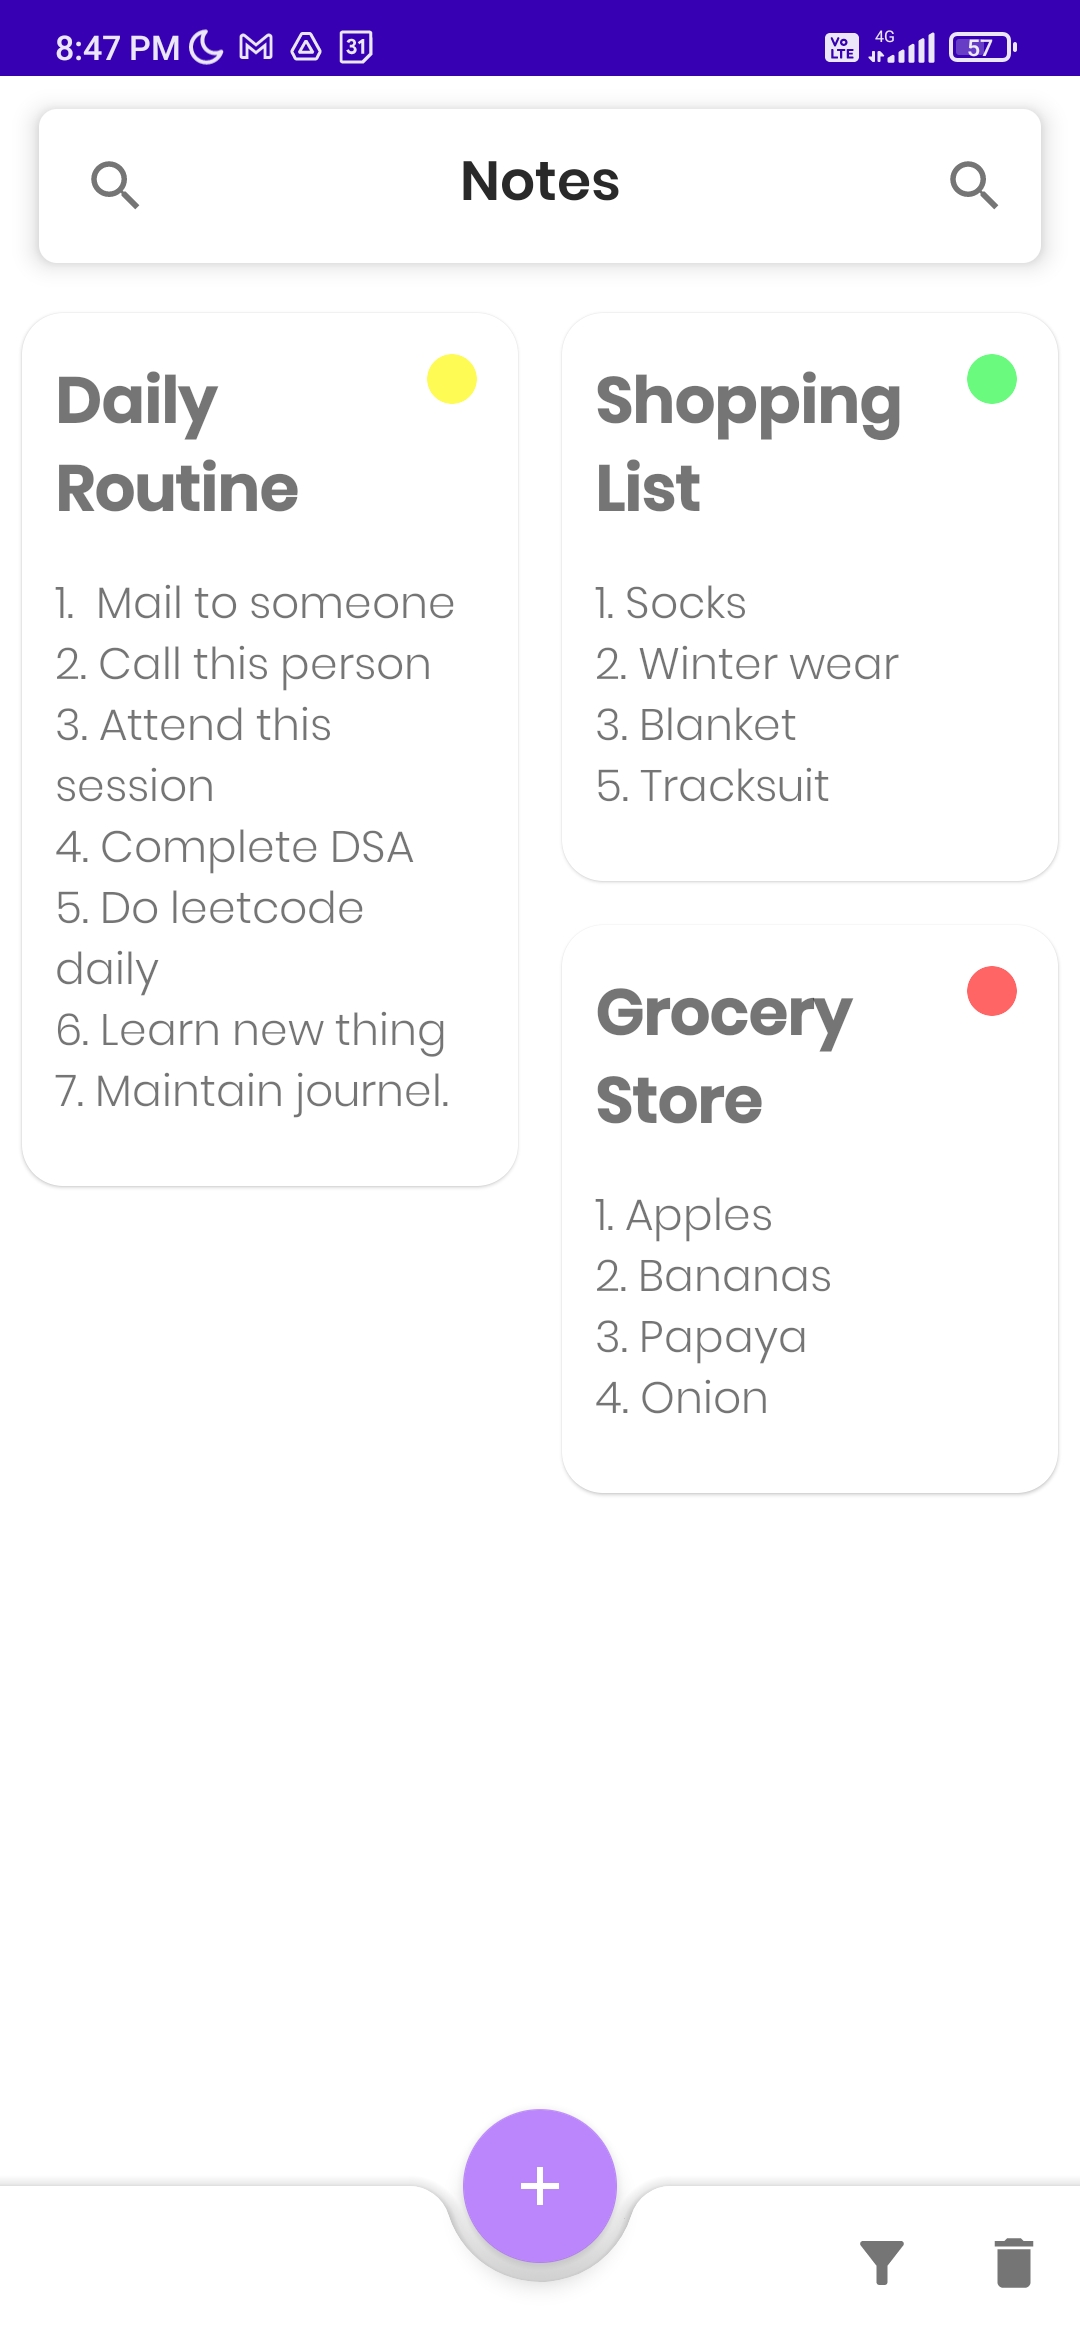 8:47 PM 31 Vo LTE 4G 57
Notes
Daily
Routine
1.  Mail to someone
2. Call this person
3. Attend this
session
4. Complete DSA
5. Do leetcode
daily
6. Learn new thing
7. Maintain journel.
Shopping
List
1. Socks
2. Winter wear
3. Blanket
5. Tracksuit
Grocery
Store
1. Apples
2. Bananas
3. Papaya
4. Onion